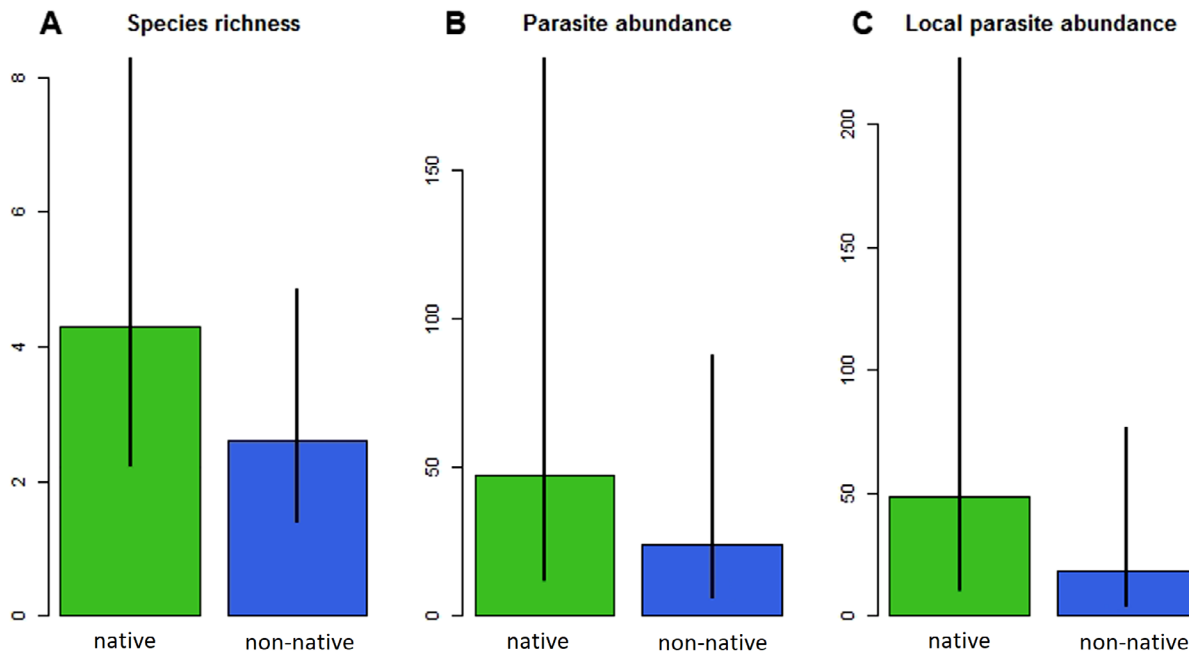 A Species richness
8
6
4
2
0
native non-native
B Parasite abundance
150
100
50
0
native non-native
C Local parasite abundance
200
150
100
50
0
native non-native